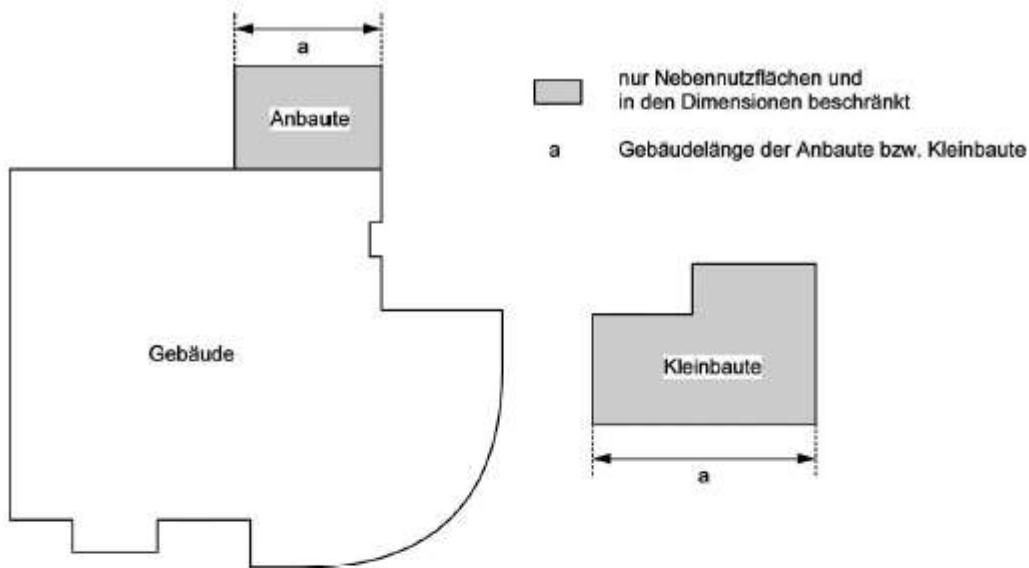 a
Anbaute
nur Nebennutzflächen und
in den Dimensionen beschränkt
a Gebäudelänge der Anbaute bzw. Kleinbaute
Gebäude
Kleinbaute
a